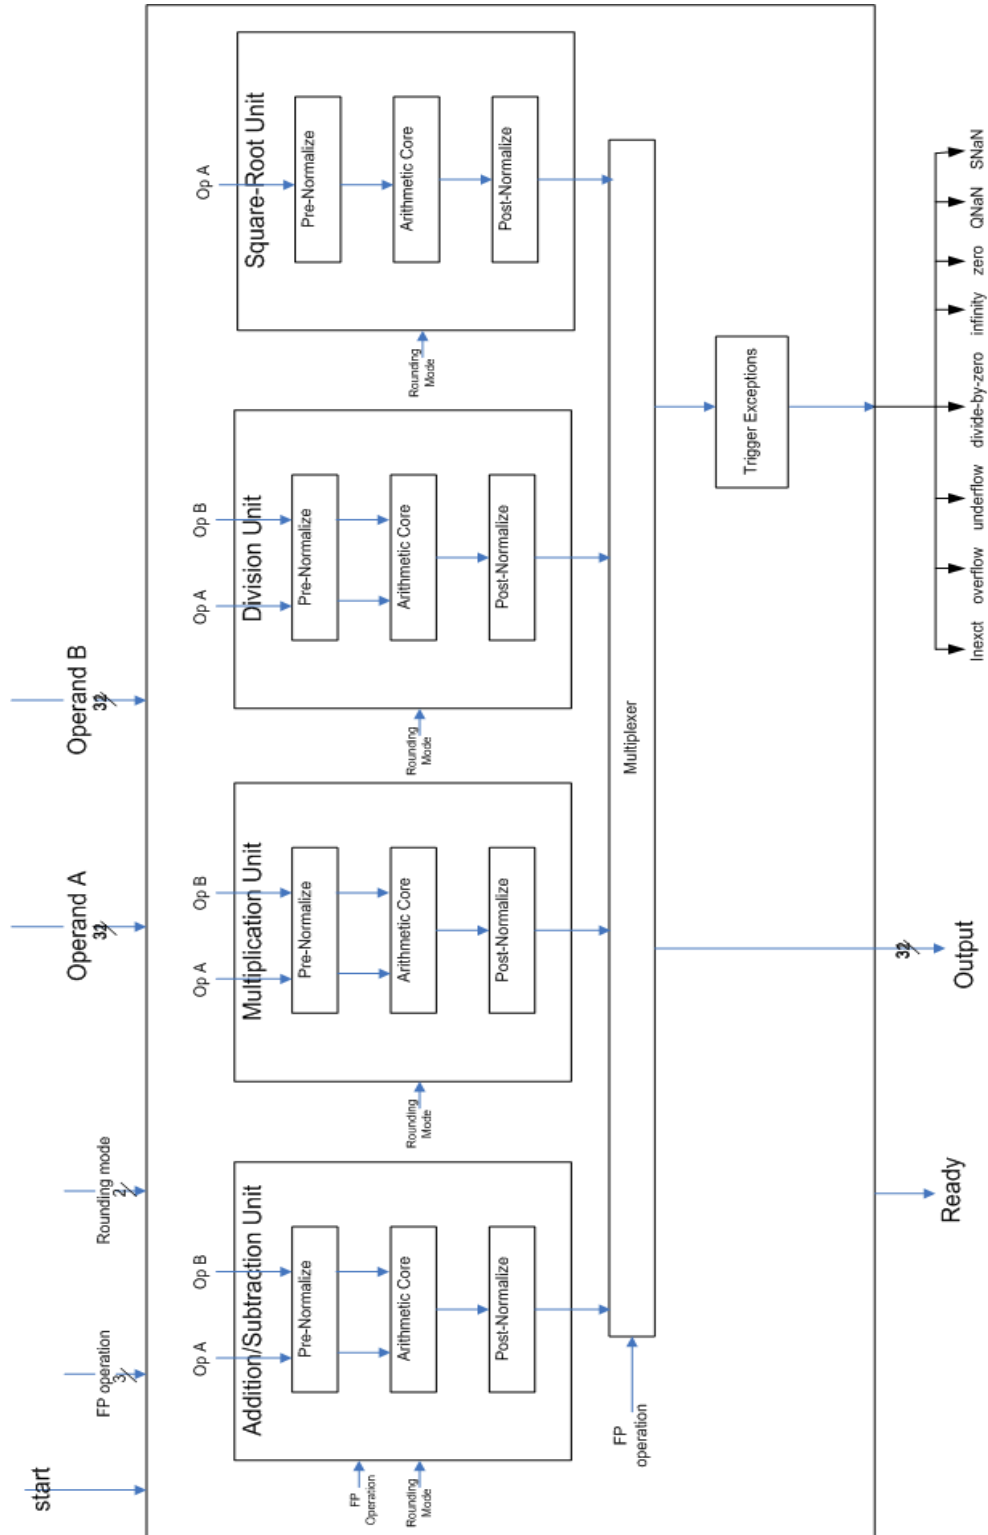 start
FP operation
3
Rounding mode
2
Operand A
32
Operand B
32
Addition/Subtraction Unit
Op A
Op B
Pre-Normalize
Arithmetic Core
Post-Normalize
FP
Operation
Rounding
Mode
Multiplication Unit
Op A
Op B
Pre-Normalize
Arithmetic Core
Post-Normalize
Rounding
Mode
Division Unit
Op A
Op B
Pre-Normalize
Arithmetic Core
Post-Normalize
Rounding
Mode
Square-Root Unit
Op A
Pre-Normalize
Arithmetic Core
Post-Normalize
Rounding
Mode
FP
operation
Multiplexer
Trigger Exceptions
Ready
32
Output
Inexct
overflow
underflow
divide-by-zero
infinity
zero
QNaN
SNaN